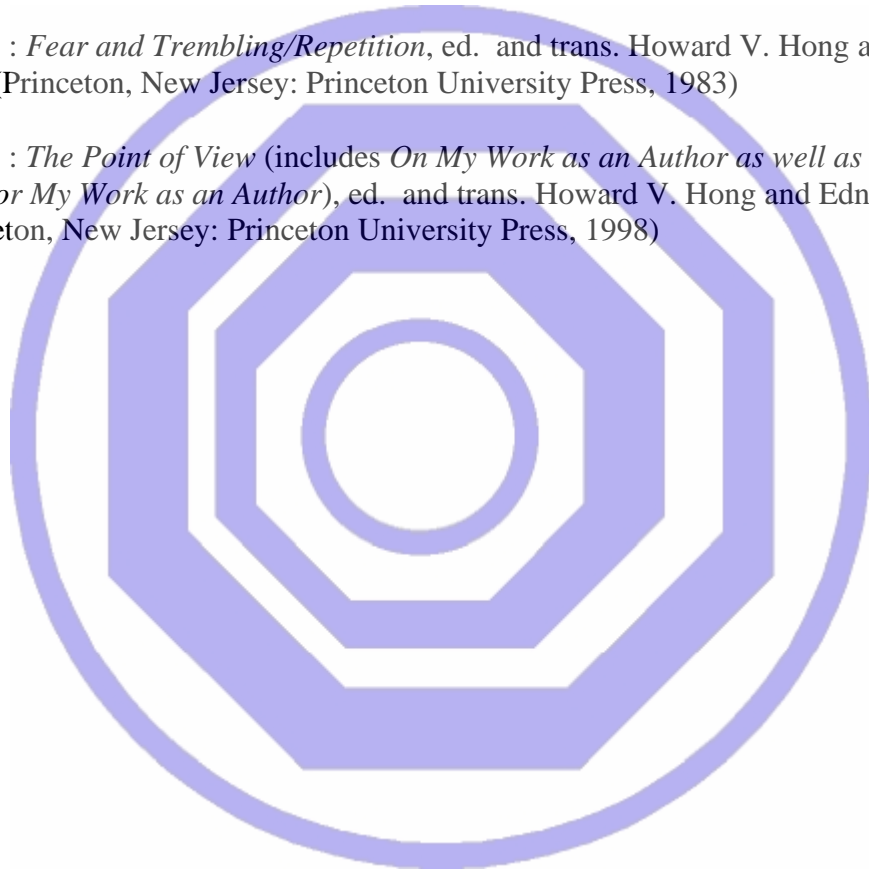 : Fear and Trembling/Repetition, ed. and trans. Howard V. Hong a
(Princeton, New Jersey: Princeton University Press, 1983)
: The Point of View (includes On My Work as an Author as well as
or My Work as an Author), ed. and trans. Howard V. Hong and Edn
eton, New Jersey: Princeton University Press, 1998)